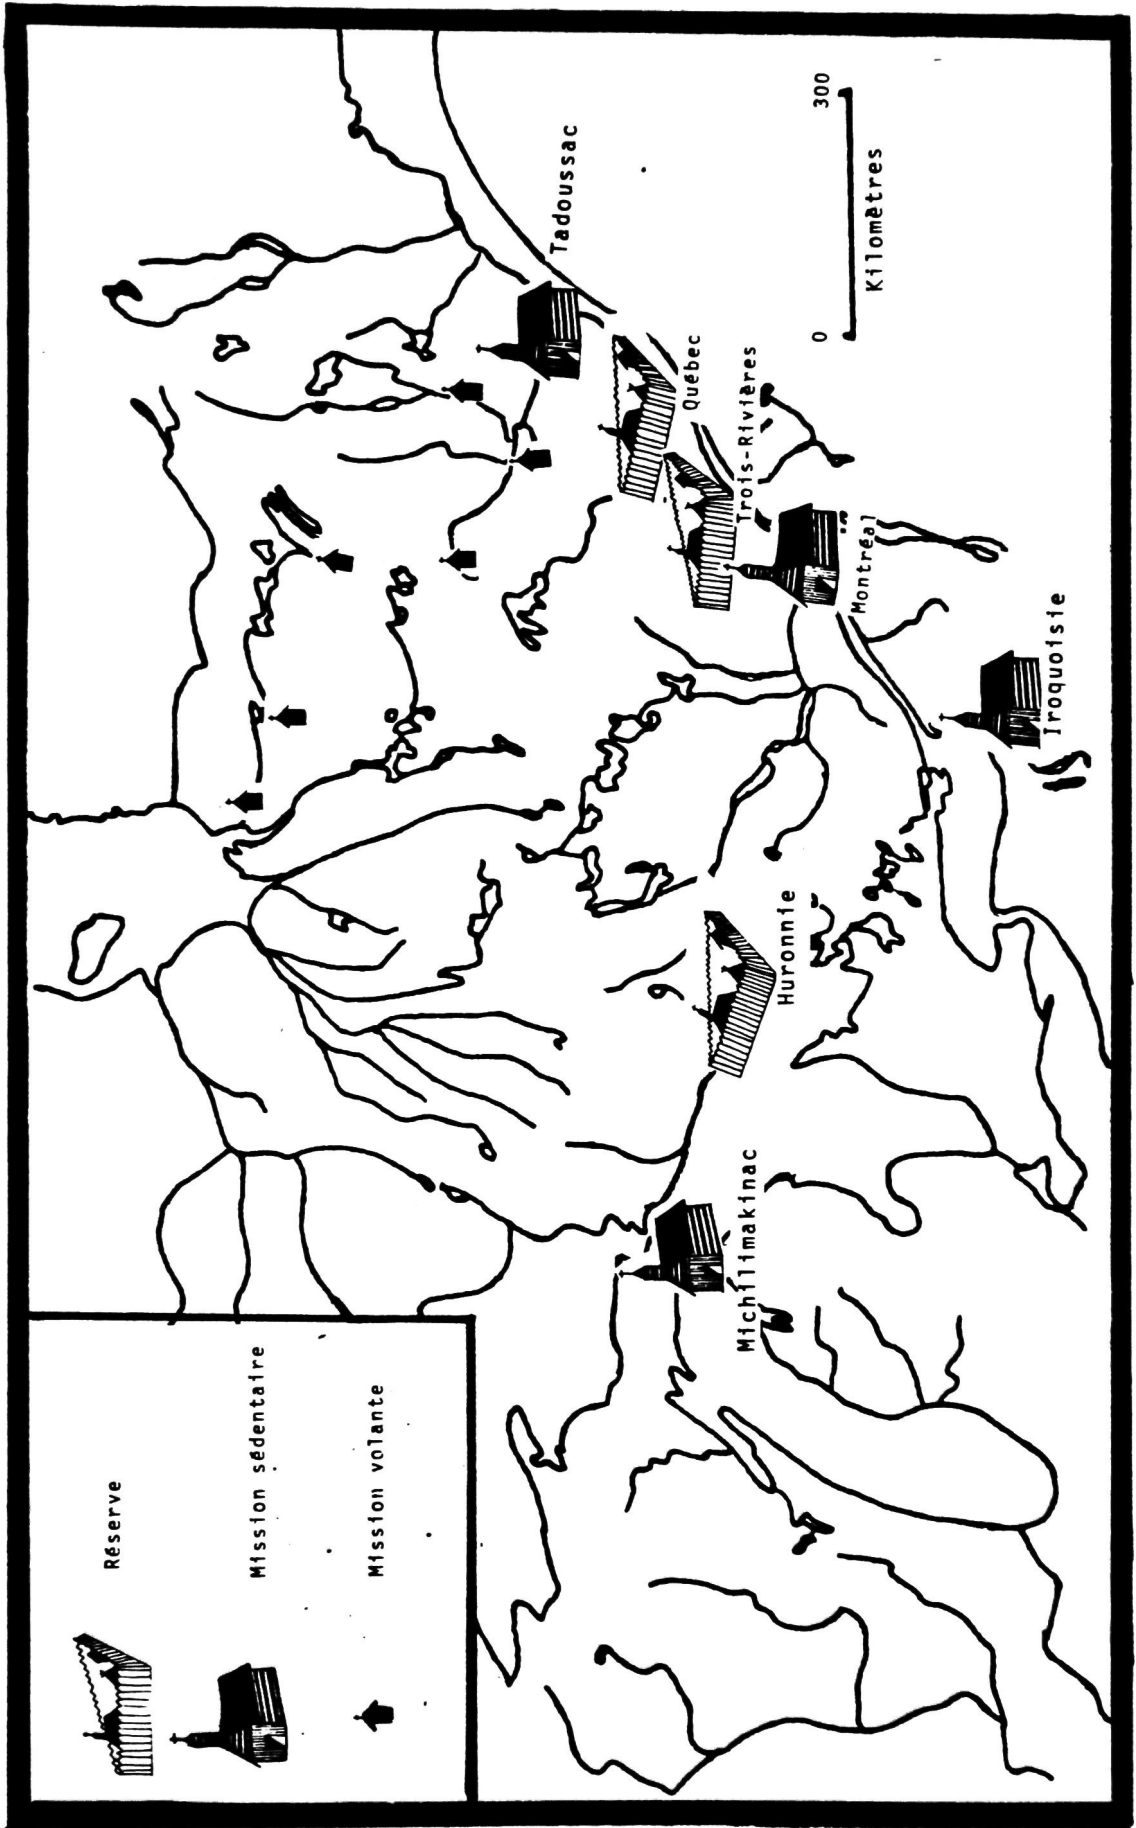 Réserve
Mission sédentaire
Mission volante
Tadoussac
Québec
Trois-Rivières
Montréal
Huronnie
Michilimakinac
Iroquoisie
0 300
Kilomètres